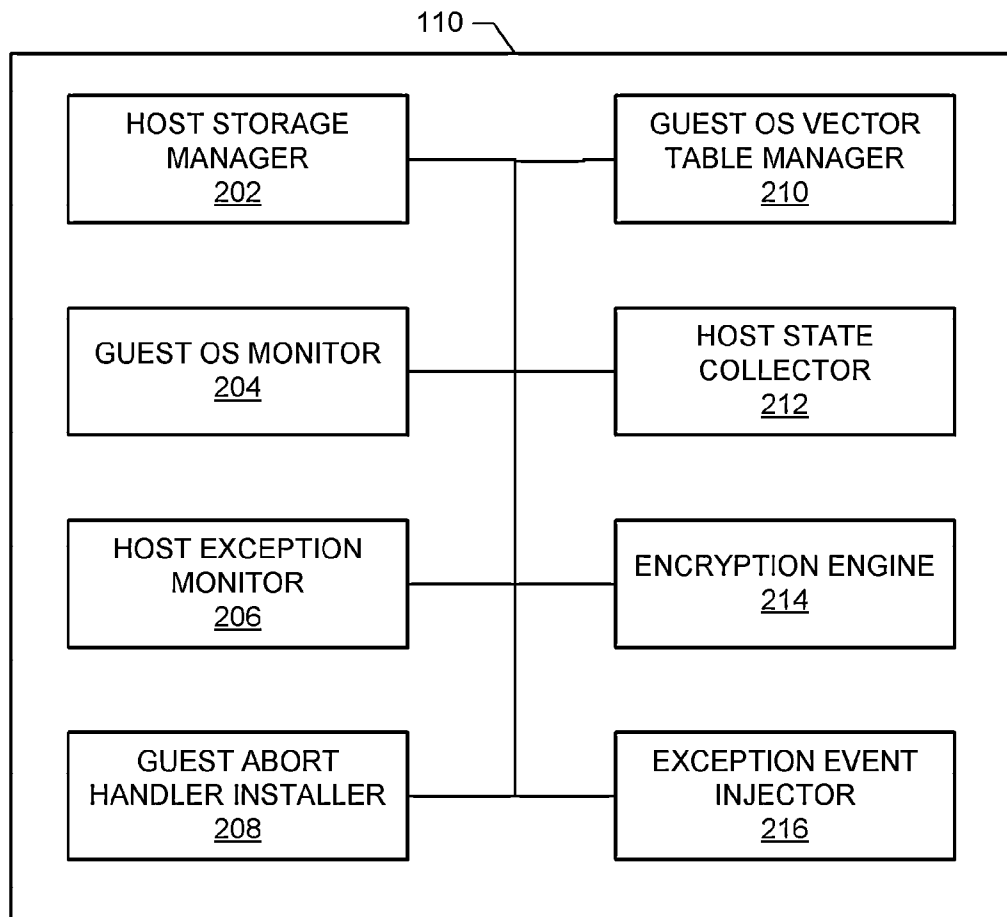 110
HOST STORAGE
MANAGER
202
GUEST OS VECTOR
TABLE MANAGER
210
GUEST OS MONITOR
204
HOST STATE
COLLECTOR
212
HOST EXCEPTION
MONITOR
206
ENCRYPTION ENGINE
214
GUEST ABORT
HANDLER INSTALLER
208
EXCEPTION EVENT
INJECTOR
216